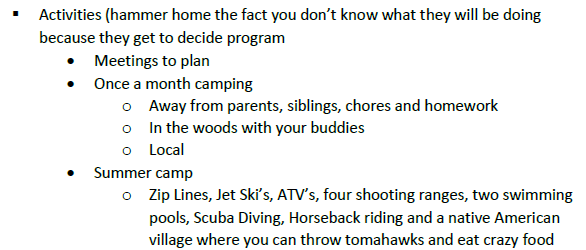 ▪ Activities (hammer home the fact you don’t know what they will be doing
because they get to decide program
• Meetings to plan
• Once a month camping
o Away from parents, siblings, chores and homework
o In the woods with your buddies
o Local
• Summer camp
o Zip Lines, Jet Ski’s, ATV’s, four shooting ranges, two swimming
pools, Scuba Diving, Horseback riding and a native American
village where you can throw tomahawks and eat crazy food